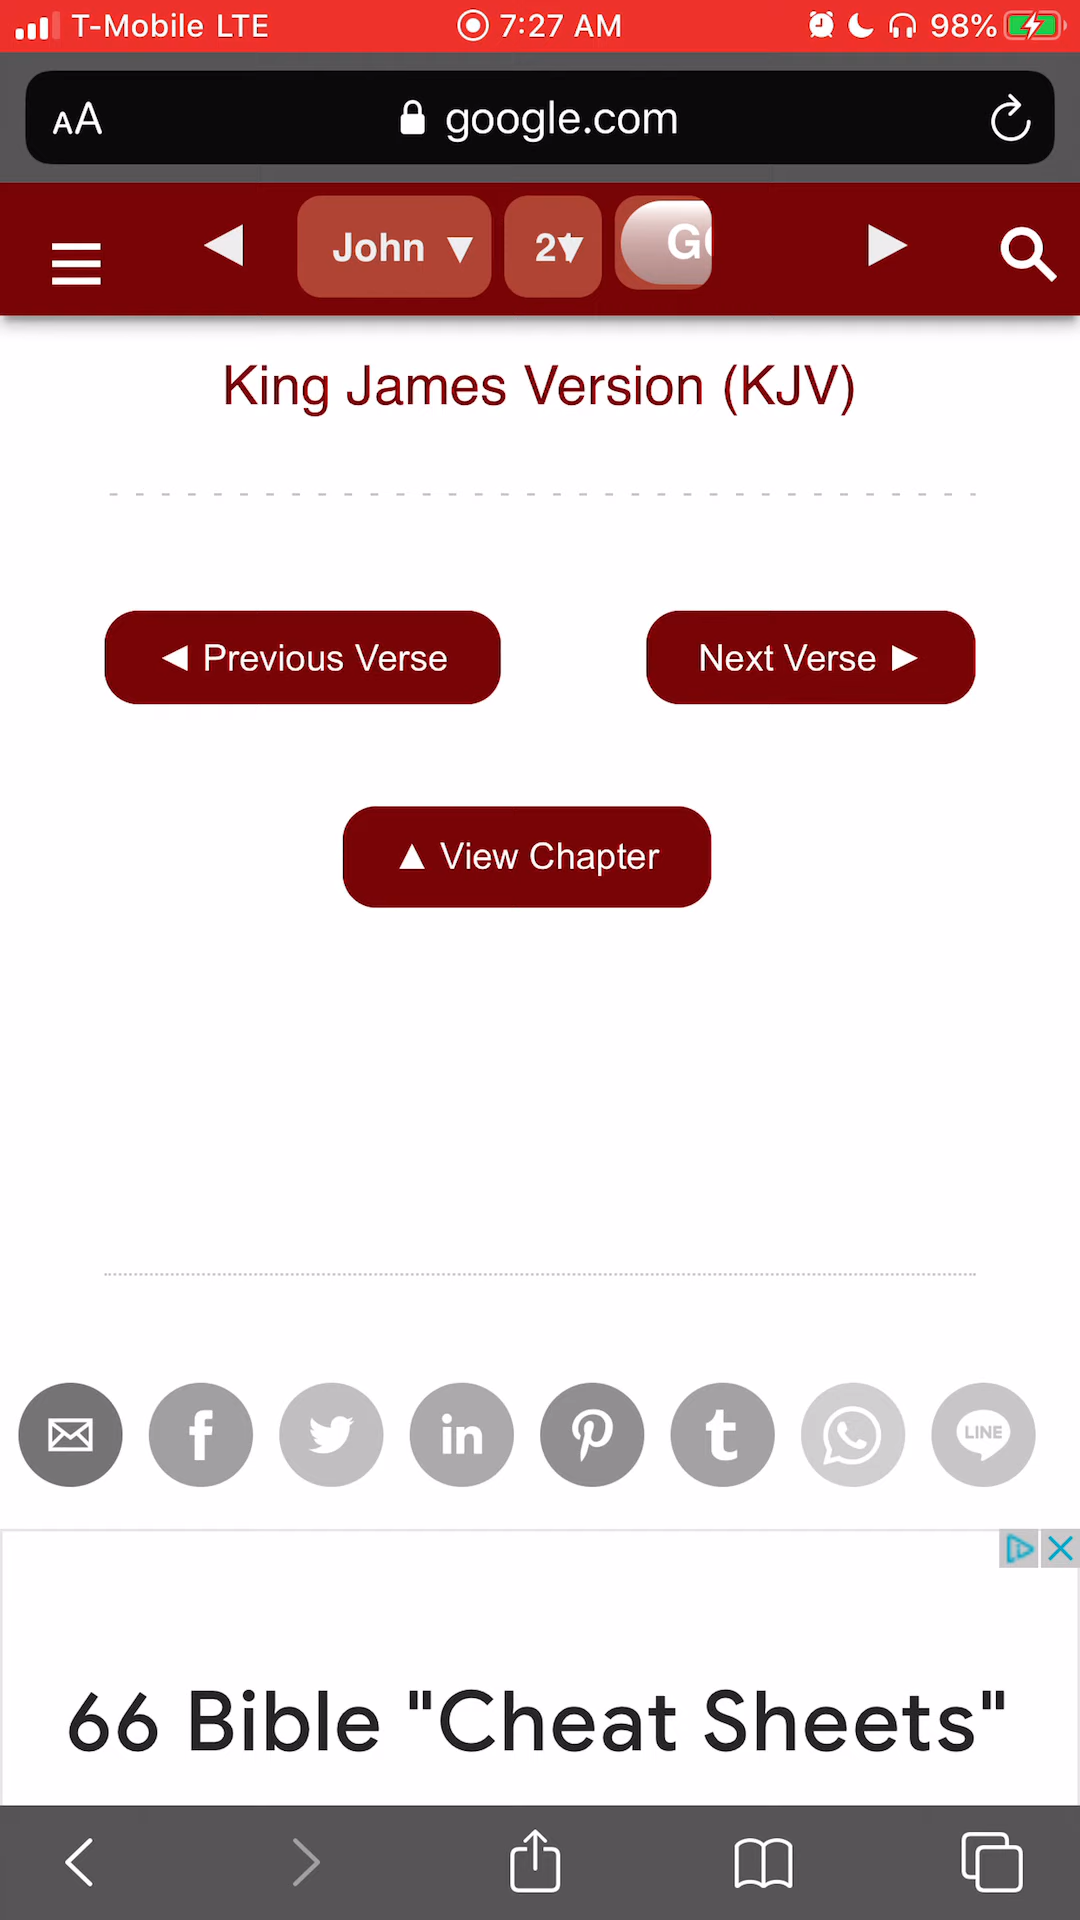 T-Mobile LTE 7:27 AM 98%
AA google.com
John ▼ G
King James Version (KJV)
◀ Previous Verse Next Verse ▶
▲ View Chapter
f in t LINE
66 Bible "Cheat Sheets"